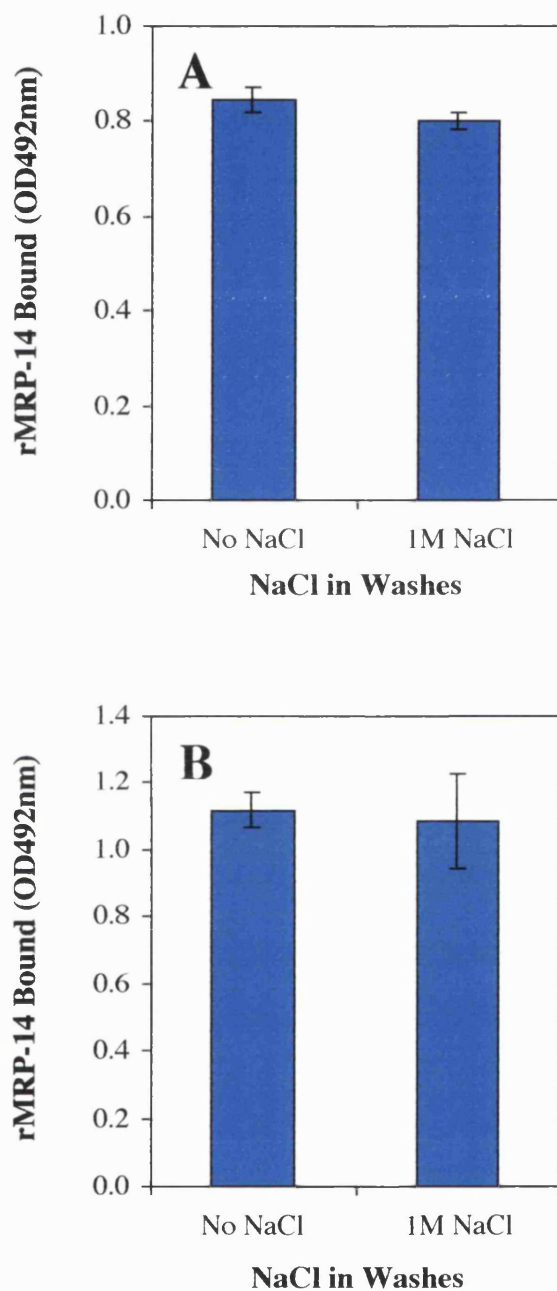 A
rMRP-14 Bound (OD492nm)
1.0
0.8
0.6
0.4
0.2
0.0
No NaCl 1M NaCl
NaCl in Washes
B
rMRP-14 Bound (OD492nm)
1.4
1.2
1.0
0.8
0.6
0.4
0.2
0.0
No NaCl 1M NaCl
NaCl in Washes